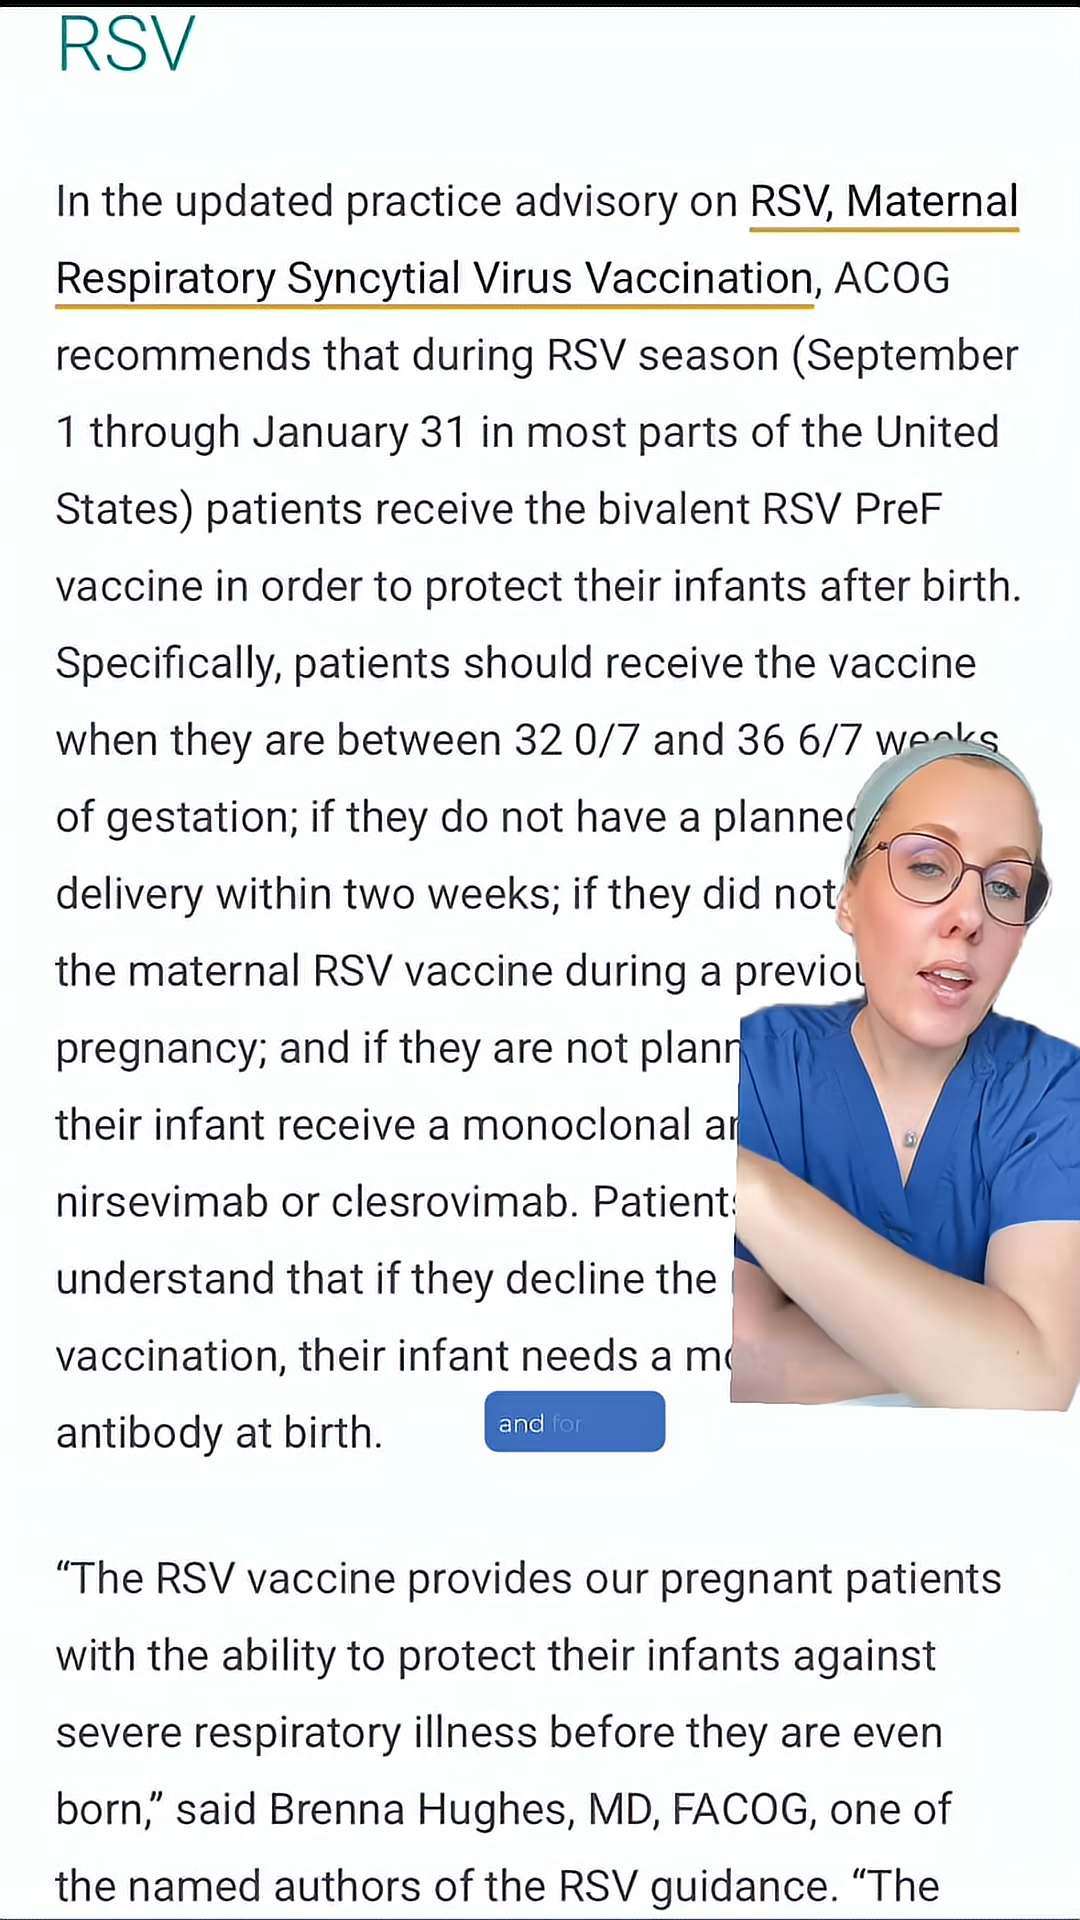 RSV
In the updated practice advisory on RSV, Maternal
Respiratory Syncytial Virus Vaccination, ACOG
recommends that during RSV season (September
1 through January 31 in most parts of the United
States) patients receive the bivalent RSV PreF
vaccine in order to protect their infants after birth.
Specifically, patients should receive the vaccine
when they are between 32 0/7 and 36 6/7 weeks
of gestation; if they do not have a planned
delivery within two weeks; if they did not
the maternal RSV vaccine during a
pregnancy; and if they are not
their infant receive a monoclonal
nirsevimab or clesrovimab. Patients
understand that if they decline the
vaccination, their infant needs a
antibody at birth.
and for
“The RSV vaccine provides our pregnant patients
with the ability to protect their infants against
severe respiratory illness before they are even
born,” said Brenna Hughes, MD, FACOG, one of
the named authors of the RSV guidance. “The